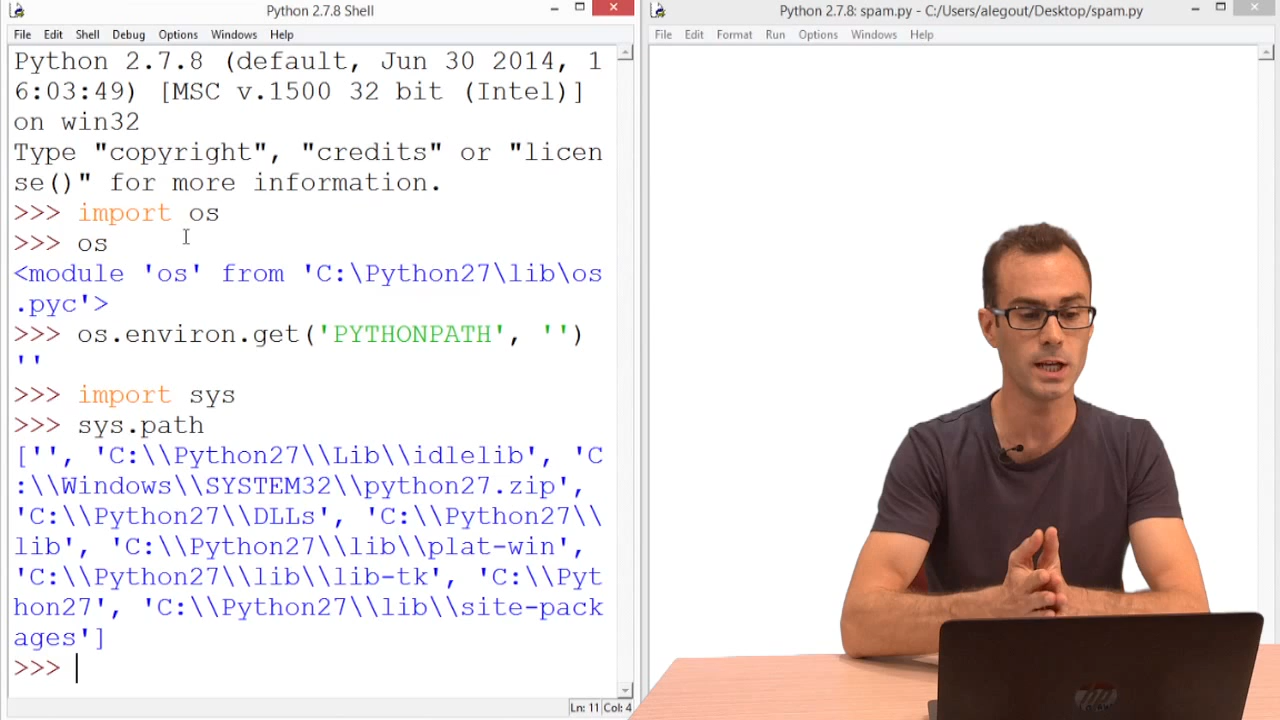 Python 2.7.8 Shell
File Edit Shell Debug Options Windows Help
Python 2.7.8 (default, Jun 30 2014, 1
6:03:49) [MSC v.1500 32 bit (Intel)]
on win32
Type "copyright", "credits" or "licen
se()" for more information.
>>> import os
>>> os
<module 'os' from 'C:\Python27\lib\os
.pyc'>
>>> os.environ.get('PYTHONPATH', '')
''
>>> import sys
>>> sys.path
['', 'C:\\Python27\\Lib\\idlelib', 'C
:\\Windows\\SYSTEM32\\python27.zip',
'C:\\Python27\\DLLs', 'C:\\Python27\\
lib', 'C:\\Python27\\lib\\plat-win',
'C:\\Python27\\lib\\lib-tk', 'C:\\Pyt
hon27', 'C:\\Python27\\lib\\site-pack
ages']
>>>
Ln: 11 Col: 4
Python 2.7.8: spam.py - C:/Users/alegout/Desktop/spam.py
File Edit Format Run Options Windows Help
hp